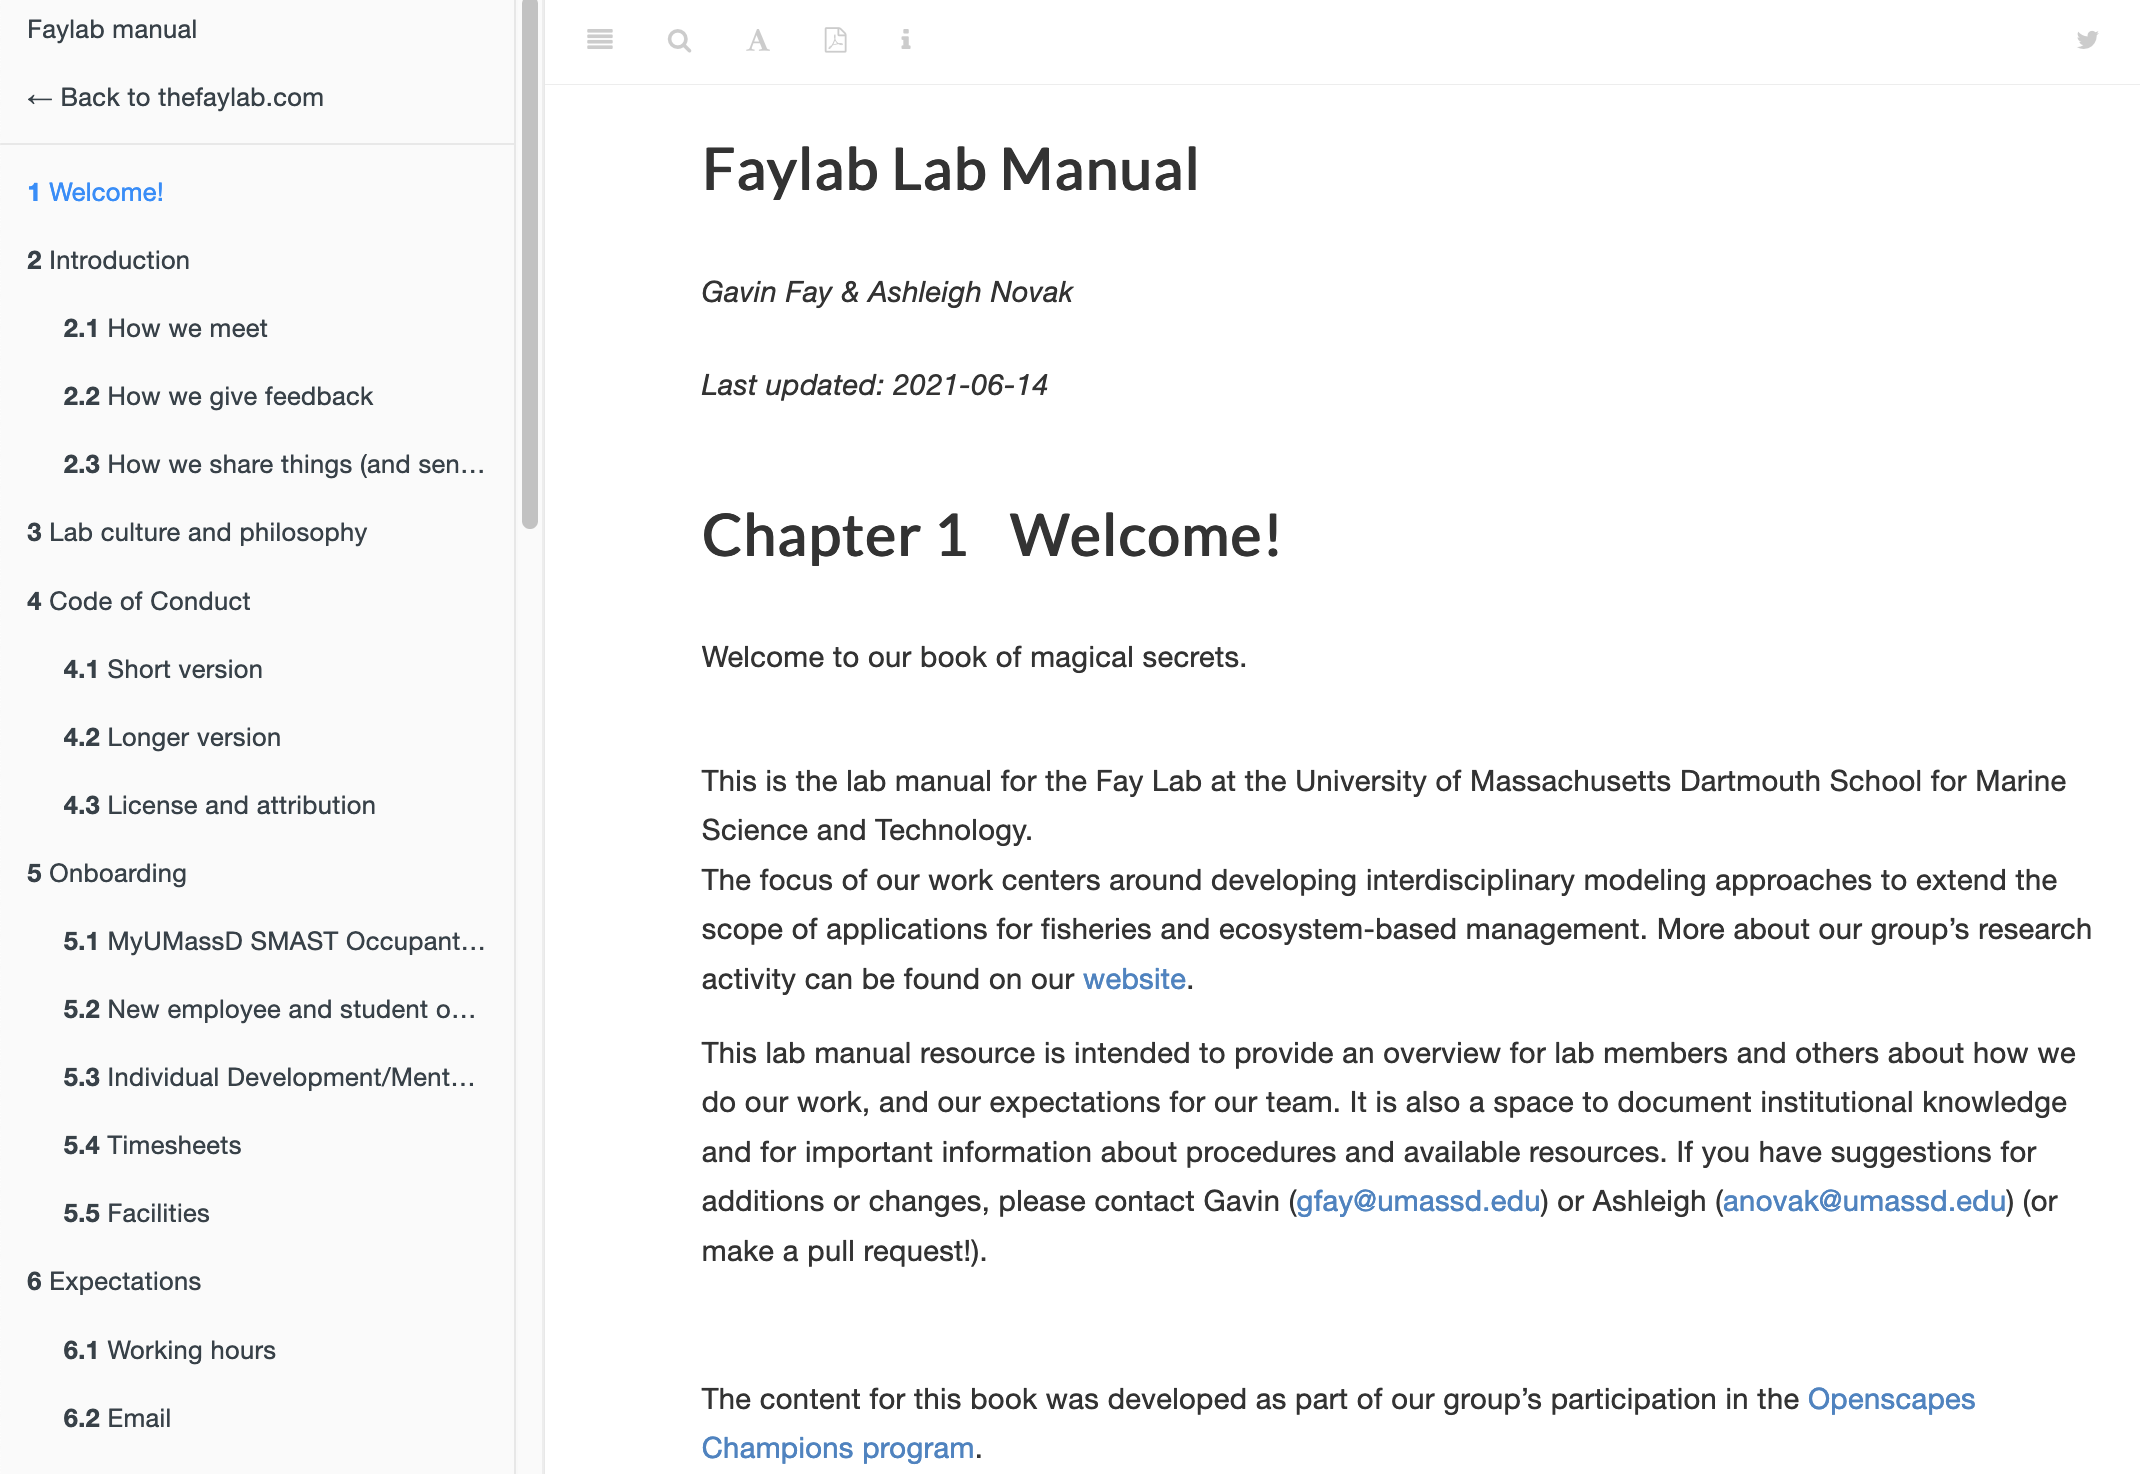 Faylab manual
← Back to thefaylab.com
1 Welcome!
2 Introduction
2.1 How we meet
2.2 How we give feedback
2.3 How we share things (and sen...
3 Lab culture and philosophy
4 Code of Conduct
4.1 Short version
4.2 Longer version
4.3 License and attribution
5 Onboarding
5.1 MyUMassD SMAST Occupant...
5.2 New employee and student o...
5.3 Individual Development/Ment...
5.4 Timesheets
5.5 Facilities
6 Expectations
6.1 Working hours
6.2 Email
Faylab Lab Manual
Gavin Fay & Ashleigh Novak
Last updated: 2021-06-14
Chapter 1 Welcome!
Welcome to our book of magical secrets.
This is the lab manual for the Fay Lab at the University of Massachusetts Dartmouth School for Marine
Science and Technology.
The focus of our work centers around developing interdisciplinary modeling approaches to extend the
scope of applications for fisheries and ecosystem-based management. More about our group’s research
activity can be found on our website.
This lab manual resource is intended to provide an overview for lab members and others about how we
do our work, and our expectations for our team. It is also a space to document institutional knowledge
and for important information about procedures and available resources. If you have suggestions for
additions or changes, please contact Gavin (gfay@umassd.edu) or Ashleigh (anovak@umassd.edu) (or
make a pull request!).
The content for this book was developed as part of our group’s participation in the Openscapes
Champions program.